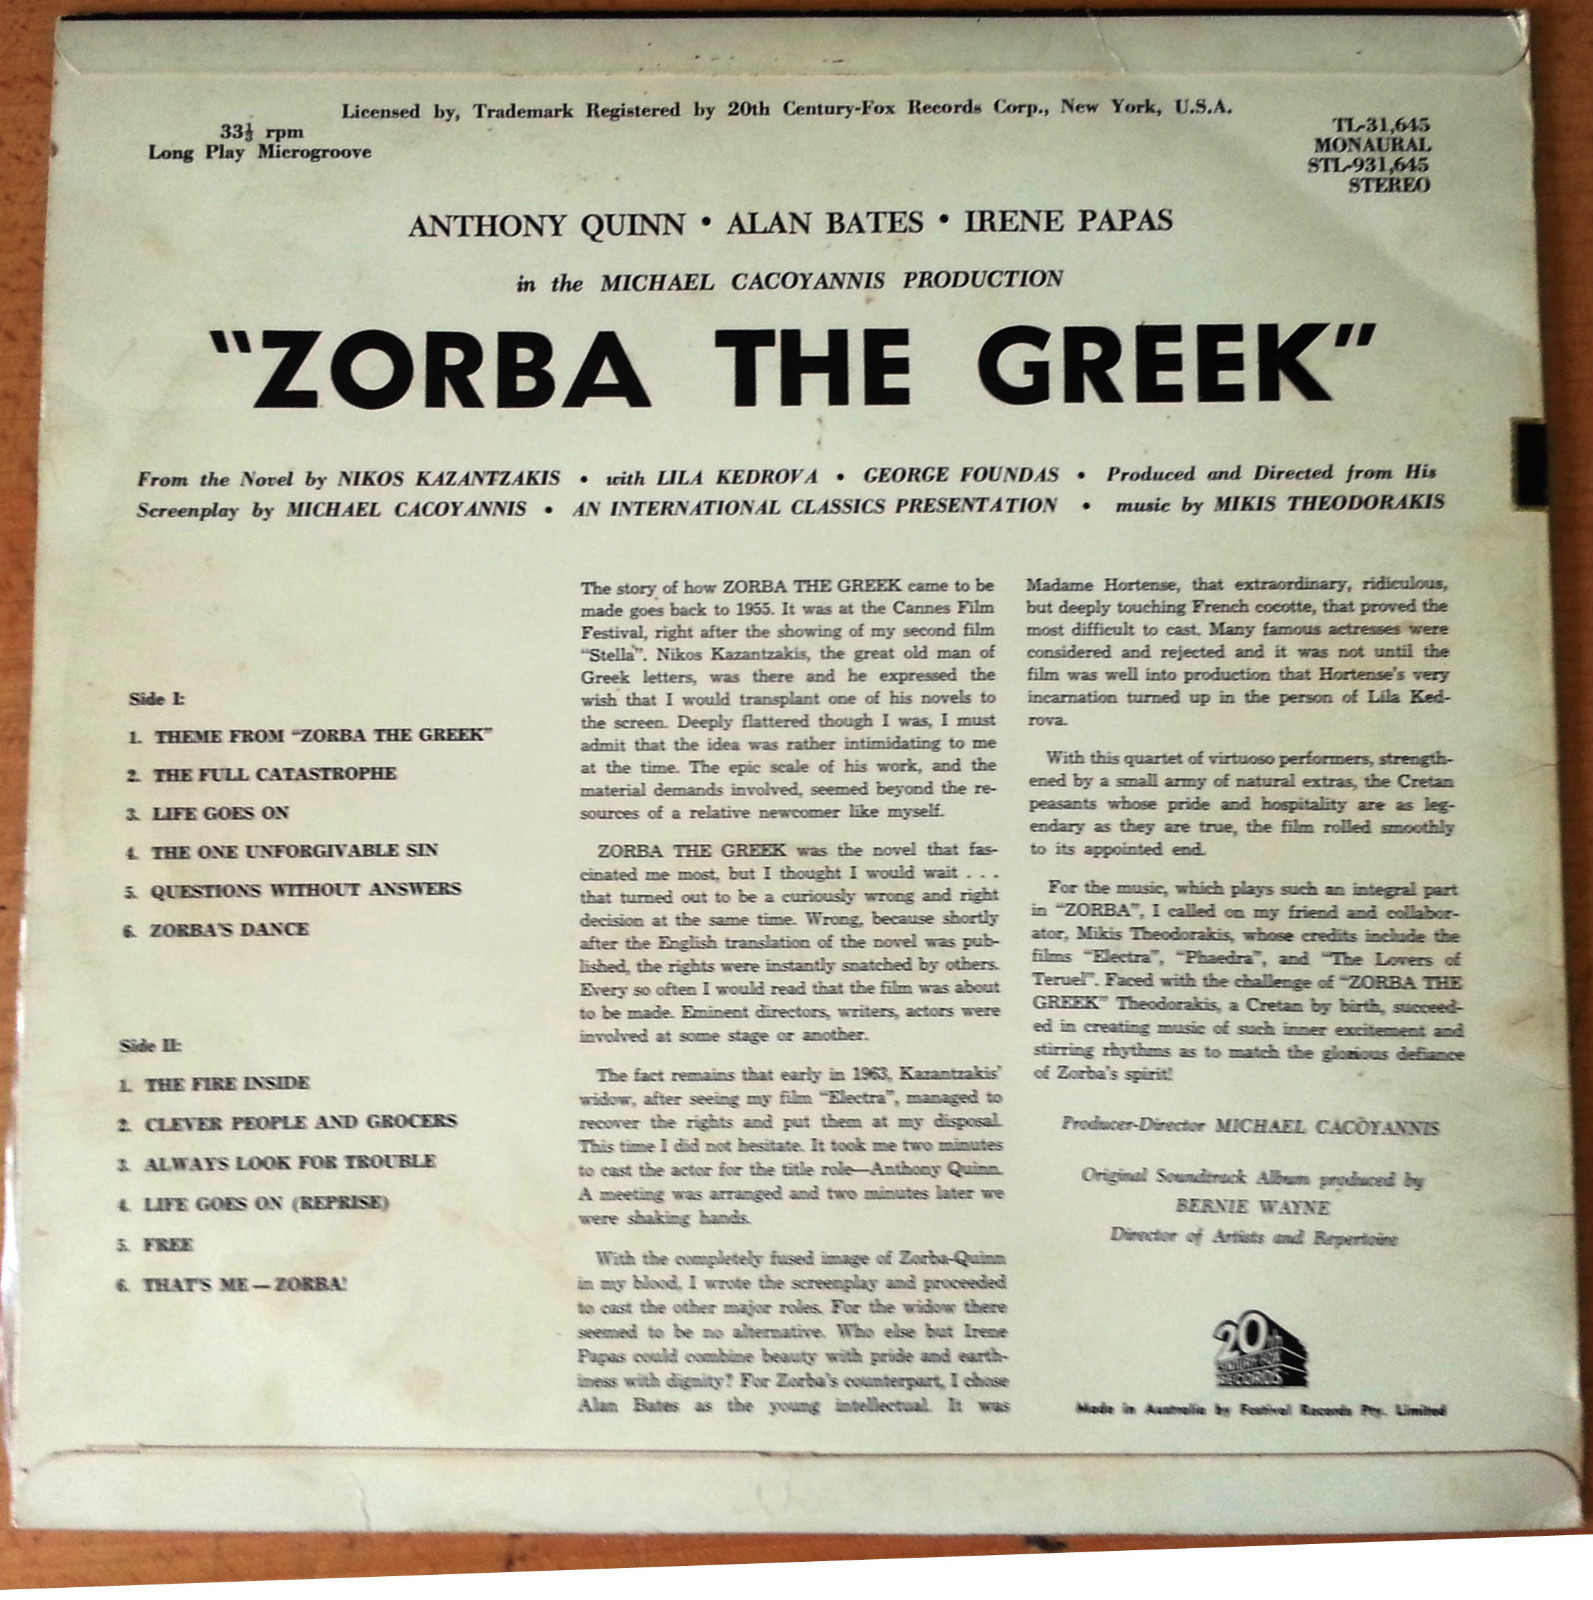 Licensed by, Trademark Registered by 20th Century-Fox Records Corp., New York, U.S.A.
33⅓ rpm
Long Play Microgroove
TL-31,645
MONAURAL
STL-931,645
STEREO
ANTHONY QUINN • ALAN BATES • IRENE PAPAS
in the MICHAEL CACOYANNIS PRODUCTION
"ZORBA THE GREEK"
From the Novel by NIKOS KAZANTZAKIS • with LILA KEDROVA • GEORGE FOUNDAS • Produced and Directed from His
Screenplay by MICHAEL CACOYANNIS • AN INTERNATIONAL CLASSICS PRESENTATION • music by MIKIS THEODORAKIS
Side I:
1. THEME FROM "ZORBA THE GREEK"
2. THE FULL CATASTROPHE
3. LIFE GOES ON
4. THE ONE UNFORGIVABLE SIN
5. QUESTIONS WITHOUT ANSWERS
6. ZORBA'S DANCE
Side II:
1. THE FIRE INSIDE
2. CLEVER PEOPLE AND GROCERS
3. ALWAYS LOOK FOR TROUBLE
4. LIFE GOES ON (REPRISE)
5. FREE
6. THAT'S ME — ZORBA!
The story of how ZORBA THE GREEK came to be
made goes back to 1955. It was at the Cannes Film
Festival, right after the showing of my second film
"Stella". Nikos Kazantzakis, the great old man of
Greek letters, was there and he expressed the
wish that I would transplant one of his novels to
the screen. Deeply flattered though I was, I must
admit that the idea was rather intimidating to me
at the time. The epic scale of his work, and the
material demands involved, seemed beyond the re-
sources of a relative newcomer like myself.
ZORBA THE GREEK was the novel that fas-
cinated me most, but I thought I would wait . . .
that turned out to be a curiously wrong and right
decision at the same time. Wrong, because shortly
after the English translation of the novel was pub-
lished, the rights were instantly snatched by others.
Every so often I would read that the film was about
to be made. Eminent directors, writers, actors were
involved at some stage or another.
The fact remains that early in 1963, Kazantzakis'
widow, after seeing my film "Electra", managed to
recover the rights and put them at my disposal.
This time I did not hesitate. It took me two minutes
to cast the actor for the title role—Anthony Quinn.
A meeting was arranged and two minutes later we
were shaking hands.
With the completely fused image of Zorba-Quinn
in my blood, I wrote the screenplay and proceeded
to cast the other major roles. For the widow there
seemed to be no alternative. Who else but Irene
Papas could combine beauty with pride and earth-
iness with dignity? For Zorba's counterpart, I chose
Alan Bates as the young intellectual. It was
Madame Hortense, that extraordinary, ridiculous,
but deeply touching French cocotte, that proved the
most difficult to cast. Many famous actresses were
considered and rejected and it was not until the
film was well into production that Hortense's very
incarnation turned up in the person of Lila Ked-
rova.
With this quartet of virtuoso performers, strength-
ened by a small army of natural extras, the Cretan
peasants whose pride and hospitality are as leg-
endary as they are true, the film rolled smoothly
to its appointed end.
For the music, which plays such an integral part
in "ZORBA", I called on my friend and collabor-
ator, Mikis Theodorakis, whose credits include the
films "Electra", "Phaedra", and "The Lovers of
Teruel". Faced with the challenge of "ZORBA THE
GREEK" Theodorakis, a Cretan by birth, succeed-
ed in creating music of such inner excitement and
stirring rhythms as to match the glorious defiance
of Zorba's spirit!
Producer-Director MICHAEL CACOYANNIS
Original Soundtrack Album produced by
BERNIE WAYNE
Director of Artists and Repertoire
20th
CENTURY FOX
RECORDS
Made in Australia by Festival Records Pty. Limited